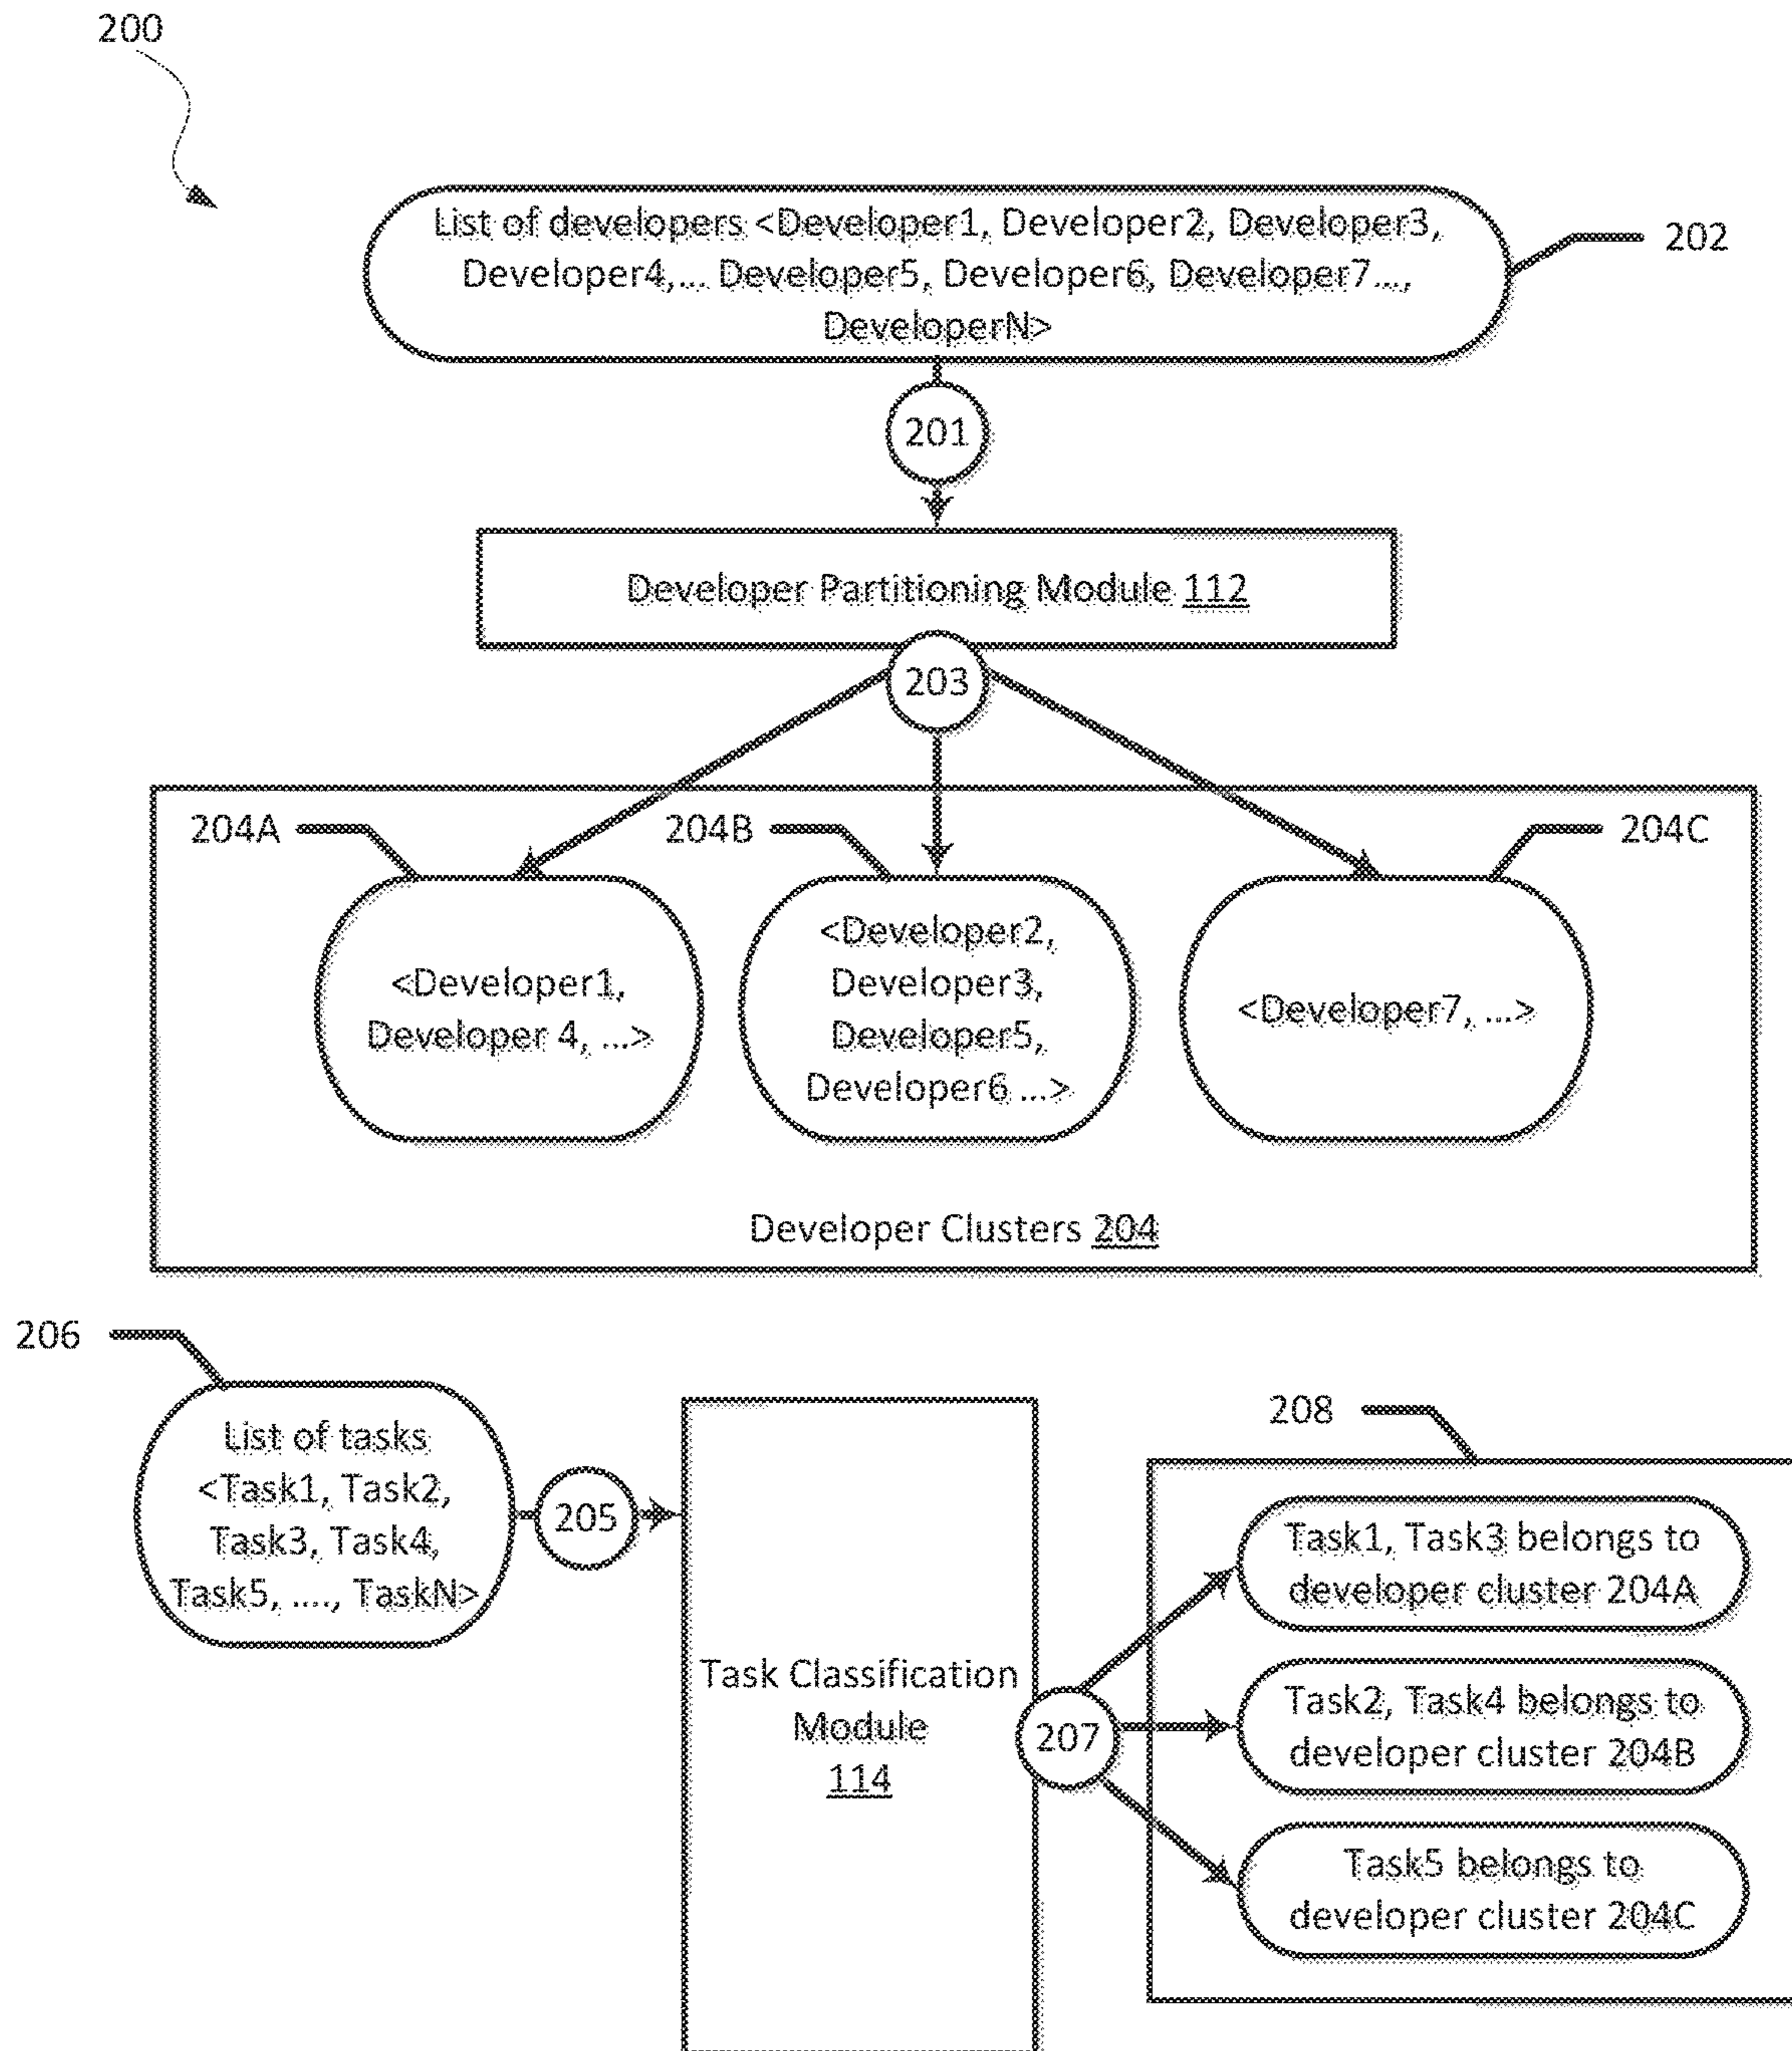 200
List of developers <Developer1, Developer2, Developer3,
Developer4,... Developer5, Developer6, Developer7...,
DeveloperN>
202
201
Developer Partitioning Module 112
203
204A
204B
204C
<Developer1,
Developer 4, ...>
<Developer2,
Developer3,
Developer5,
Developer6 ...>
<Developer7, ...>
Developer Clusters 204
206
List of tasks
<Task1, Task2,
Task3, Task4,
Task5, ...., TaskN>
205
Task Classification
Module
114
207
208
Task1, Task3 belongs to
developer cluster 204A
Task2, Task4 belongs to
developer cluster 204B
Task5 belongs to
developer cluster 204C